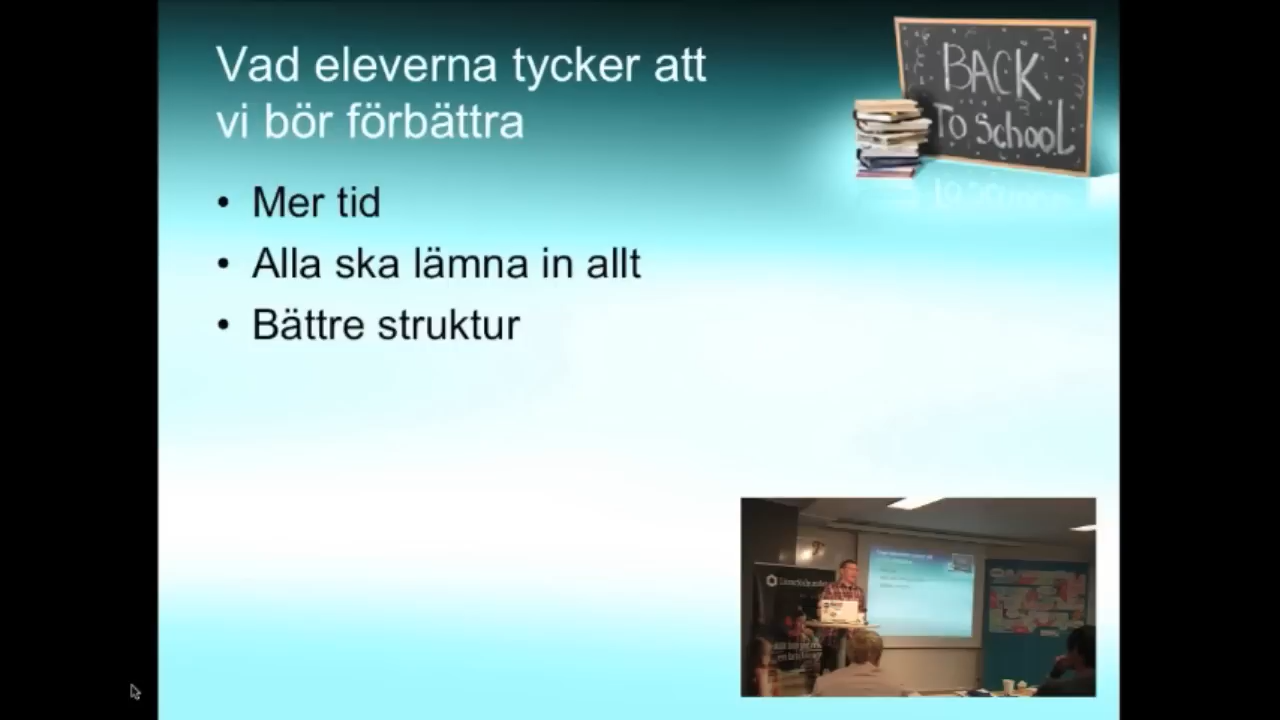 Vad eleverna tycker att
vi bör förbättra
BACK
To School
• Mer tid
• Alla ska lämna in allt
• Bättre struktur